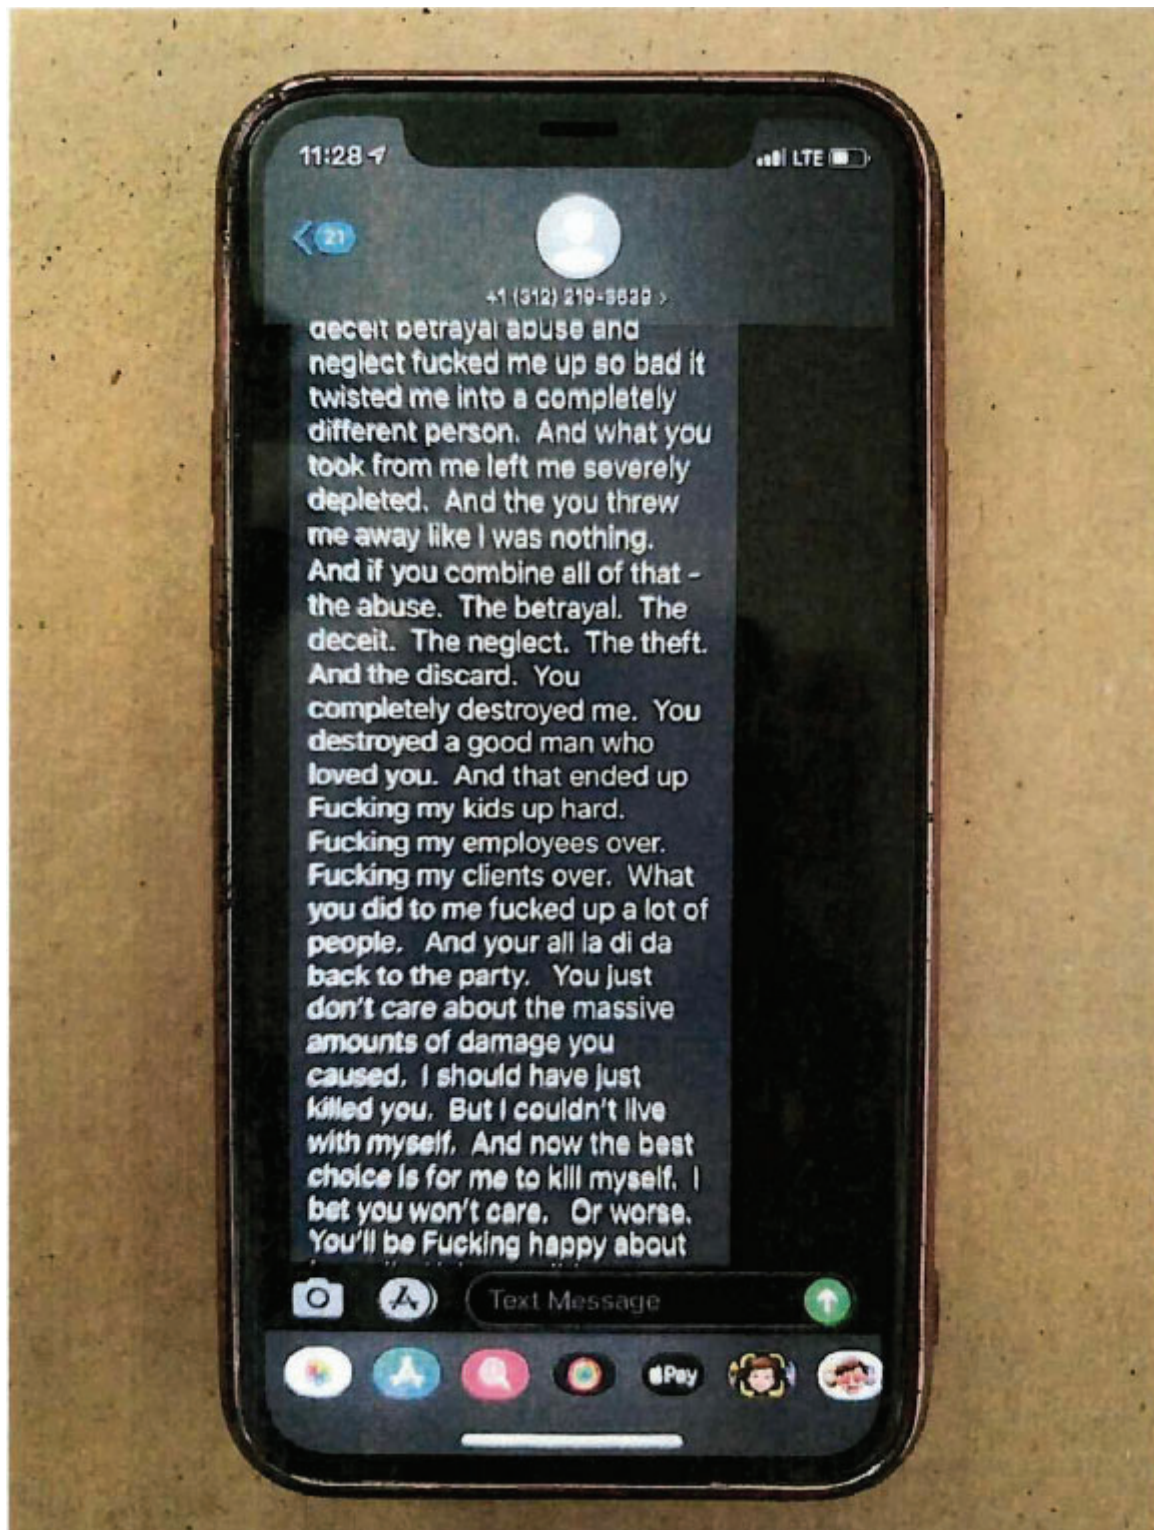 11:28
LTE
21
deceit betrayal abuse and
neglect fucked me up so bad it
twisted me into a completely
different person. And what you
took from me left me severely
depleted. And the you threw
me away like I was nothing.
And if you combine all of that -
the abuse. The betrayal. The
deceit. The neglect. The theft.
And the discard. You
completely destroyed me. You
destroyed a good man who
loved you. And that ended up
Fucking my kids up hard.
Fucking my employees over.
Fucking my clients over. What
you did to me fucked up a lot of
people. And your all la di da
back to the party. You just
don't care about the massive
amounts of damage you
caused. I should have just
killed you. But I couldn't live
with myself. And now the best
choice is for me to kill myself. I
bet you won't care. Or worse.
You'll be Fucking happy about
Text Message
Pay